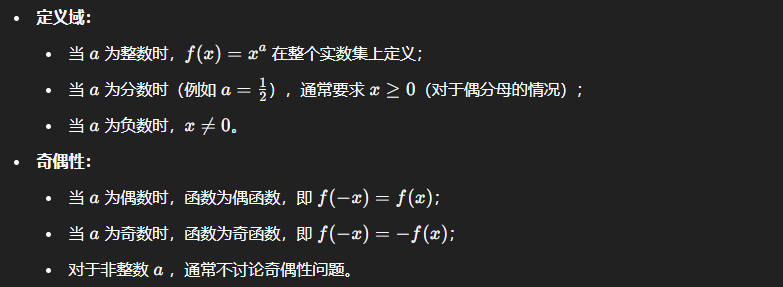 • 定义域：
• 当 a 为整数时，f(x) = x^a 在整个实数集上定义；
• 当 a 为分数时（例如 a = 1/2），通常要求 x ≥ 0（对于偶分母的情况）；
• 当 a 为负数时，x ≠ 0。
• 奇偶性：
• 当 a 为偶数时，函数为偶函数，即 f(−x) = f(x)；
• 当 a 为奇数时，函数为奇函数，即 f(−x) = −f(x)；
• 对于非整数 a ，通常不讨论奇偶性问题。